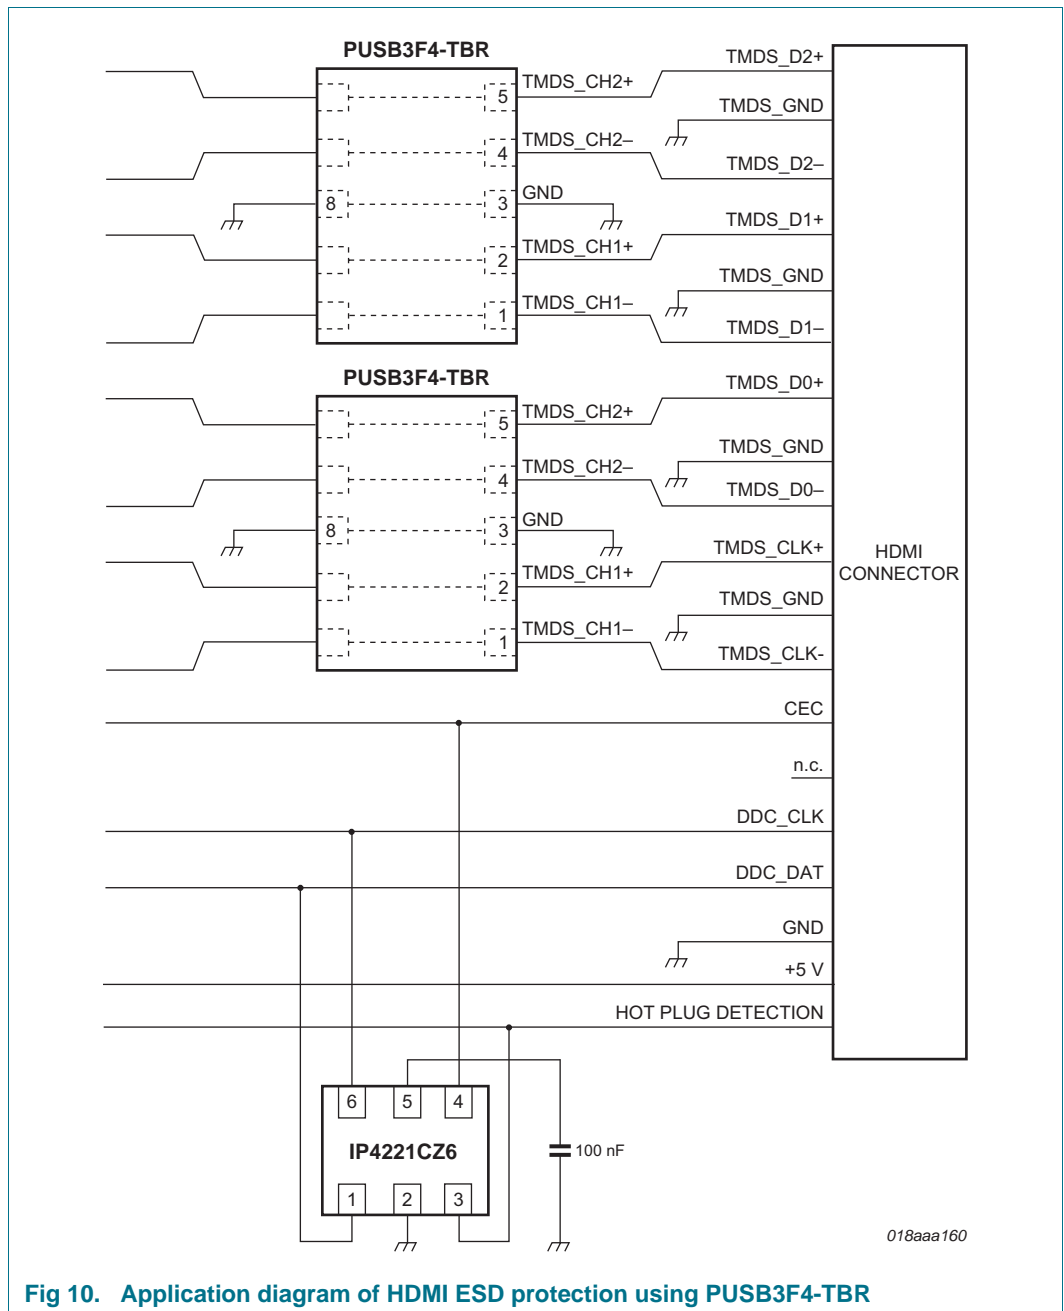 PUSB3F4-TBR
TMDS_D2+
5
TMDS_CH2+
TMDS_GND
4
TMDS_CH2–
TMDS_D2–
8
3
GND
TMDS_D1+
2
TMDS_CH1+
TMDS_GND
1
TMDS_CH1–
TMDS_D1–
PUSB3F4-TBR
TMDS_D0+
5
TMDS_CH2+
TMDS_GND
4
TMDS_CH2–
TMDS_D0–
8
3
GND
TMDS_CLK+
HDMI
CONNECTOR
2
TMDS_CH1+
TMDS_GND
1
TMDS_CH1–
TMDS_CLK-
CEC
n.c.
DDC_CLK
DDC_DAT
GND
+5 V
HOT PLUG DETECTION
6 5 4
IP4221CZ6
100 nF
1 2 3
018aaa160
Fig 10. Application diagram of HDMI ESD protection using PUSB3F4-TBR